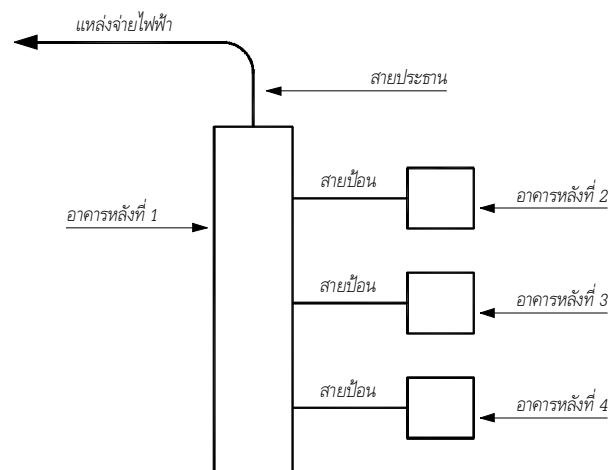 แหล่งจ่ายไฟฟ้า
สายประธาน
สายป้อน
อาคารหลังที่ 2
อาคารหลังที่ 1
สายป้อน
อาคารหลังที่ 3
สายป้อน
อาคารหลังที่ 4